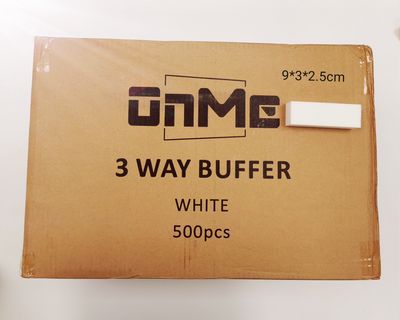 9*3*2.5cm
OnMe
3 WAY BUFFER
WHITE
500pcs